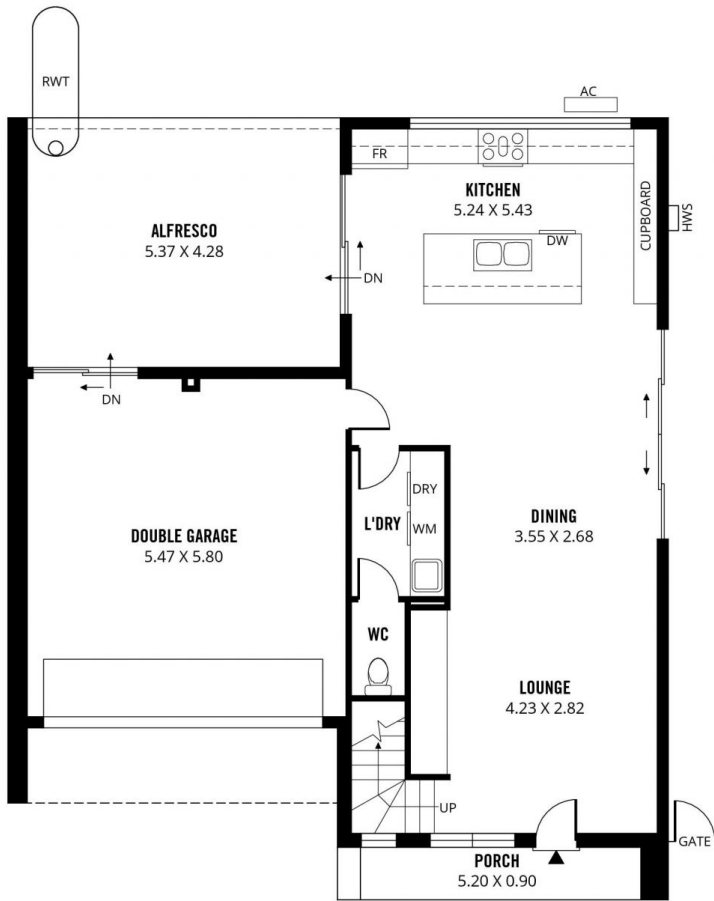 RWT
AC
FR
KITCHEN
5.24 X 5.43
CUPBOARD
HWS
ALFRESCO
5.37 X 4.28
DW
DN
DN
DRY
L'DRY
WM
DOUBLE GARAGE
5.47 X 5.80
DINING
3.55 X 2.68
WC
LOUNGE
4.23 X 2.82
UP
GATE
PORCH
5.20 X 0.90